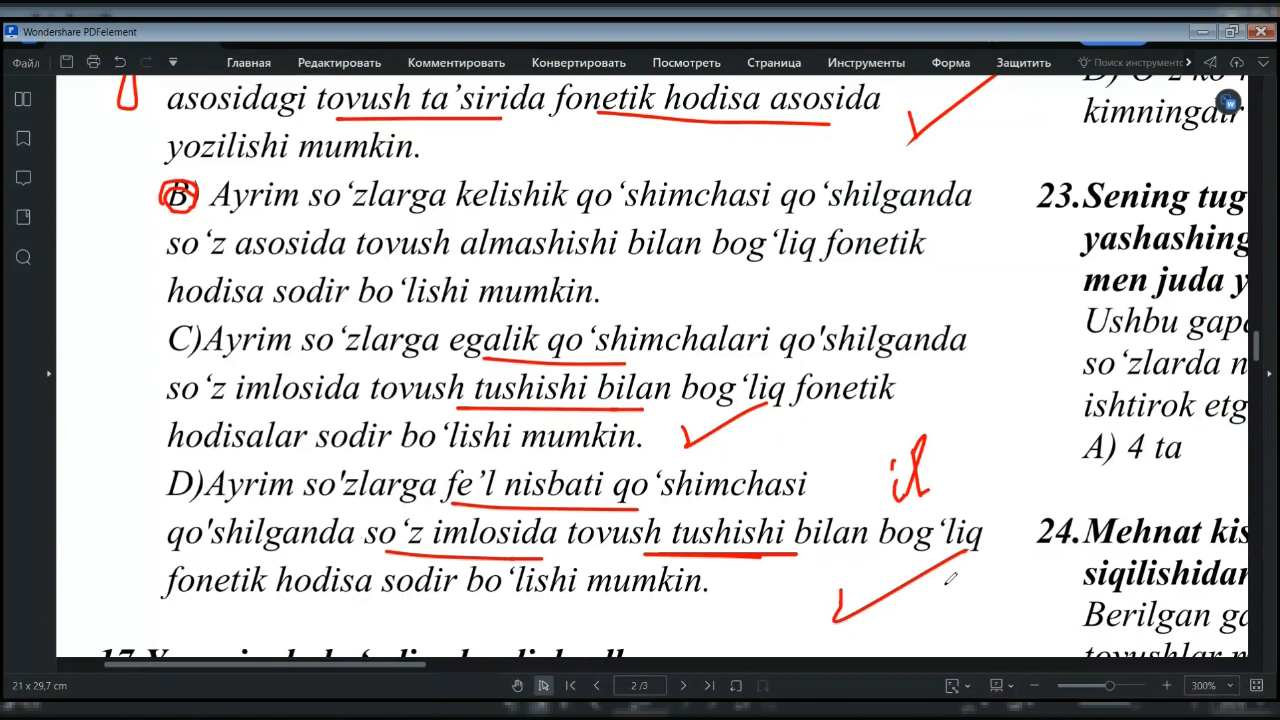 Wondershare PDFelement
Файл Главная Редактировать Комментировать Конвертировать Посмотреть Страница Инструменты Форма Защитить Поиск инструментс
asosidagi tovush ta’sirida fonetik hodisa asosida
yozilishi mumkin.
B) Ayrim so‘zlarga kelishik qo‘shimchasi qo‘shilganda
so‘z asosida tovush almashishi bilan bog‘liq fonetik
hodisa sodir bo‘lishi mumkin.
C)Ayrim so‘zlarga egalik qo‘shimchalari qo'shilganda
so‘z imlosida tovush tushishi bilan bog‘liq fonetik
hodisalar sodir bo‘lishi mumkin.
D)Ayrim so'zlarga fe’l nisbati qo‘shimchasi
il
qo'shilganda so‘z imlosida tovush tushishi bilan bog‘liq
fonetik hodisa sodir bo‘lishi mumkin.
kimningdir
23.Sening tug
yashashing
men juda y
Ushbu gapd
so‘zlarda n
ishtirok etg
A) 4 ta
24.Mehnat kis
siqilishidan
Berilgan ga
tovushlar n
21 x 29,7 cm
2 /3
300%